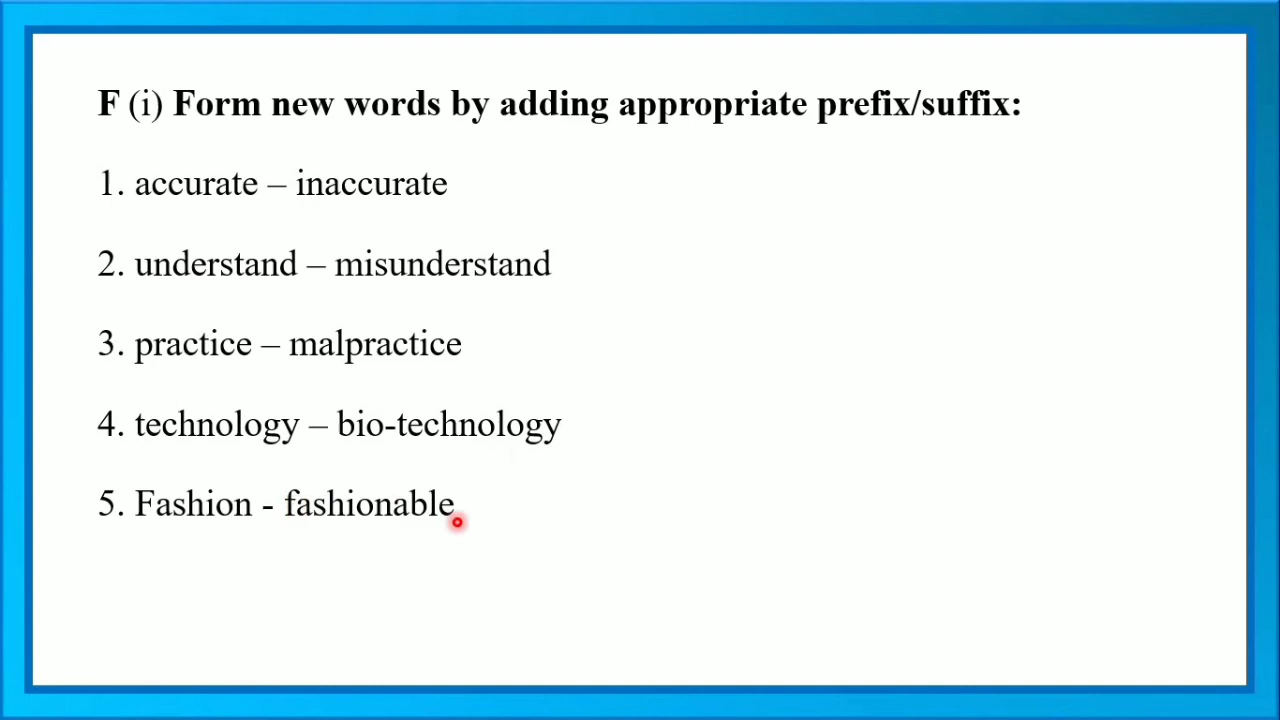 F (i) Form new words by adding appropriate prefix/suffix:
1. accurate – inaccurate
2. understand – misunderstand
3. practice – malpractice
4. technology – bio-technology
5. Fashion - fashionable